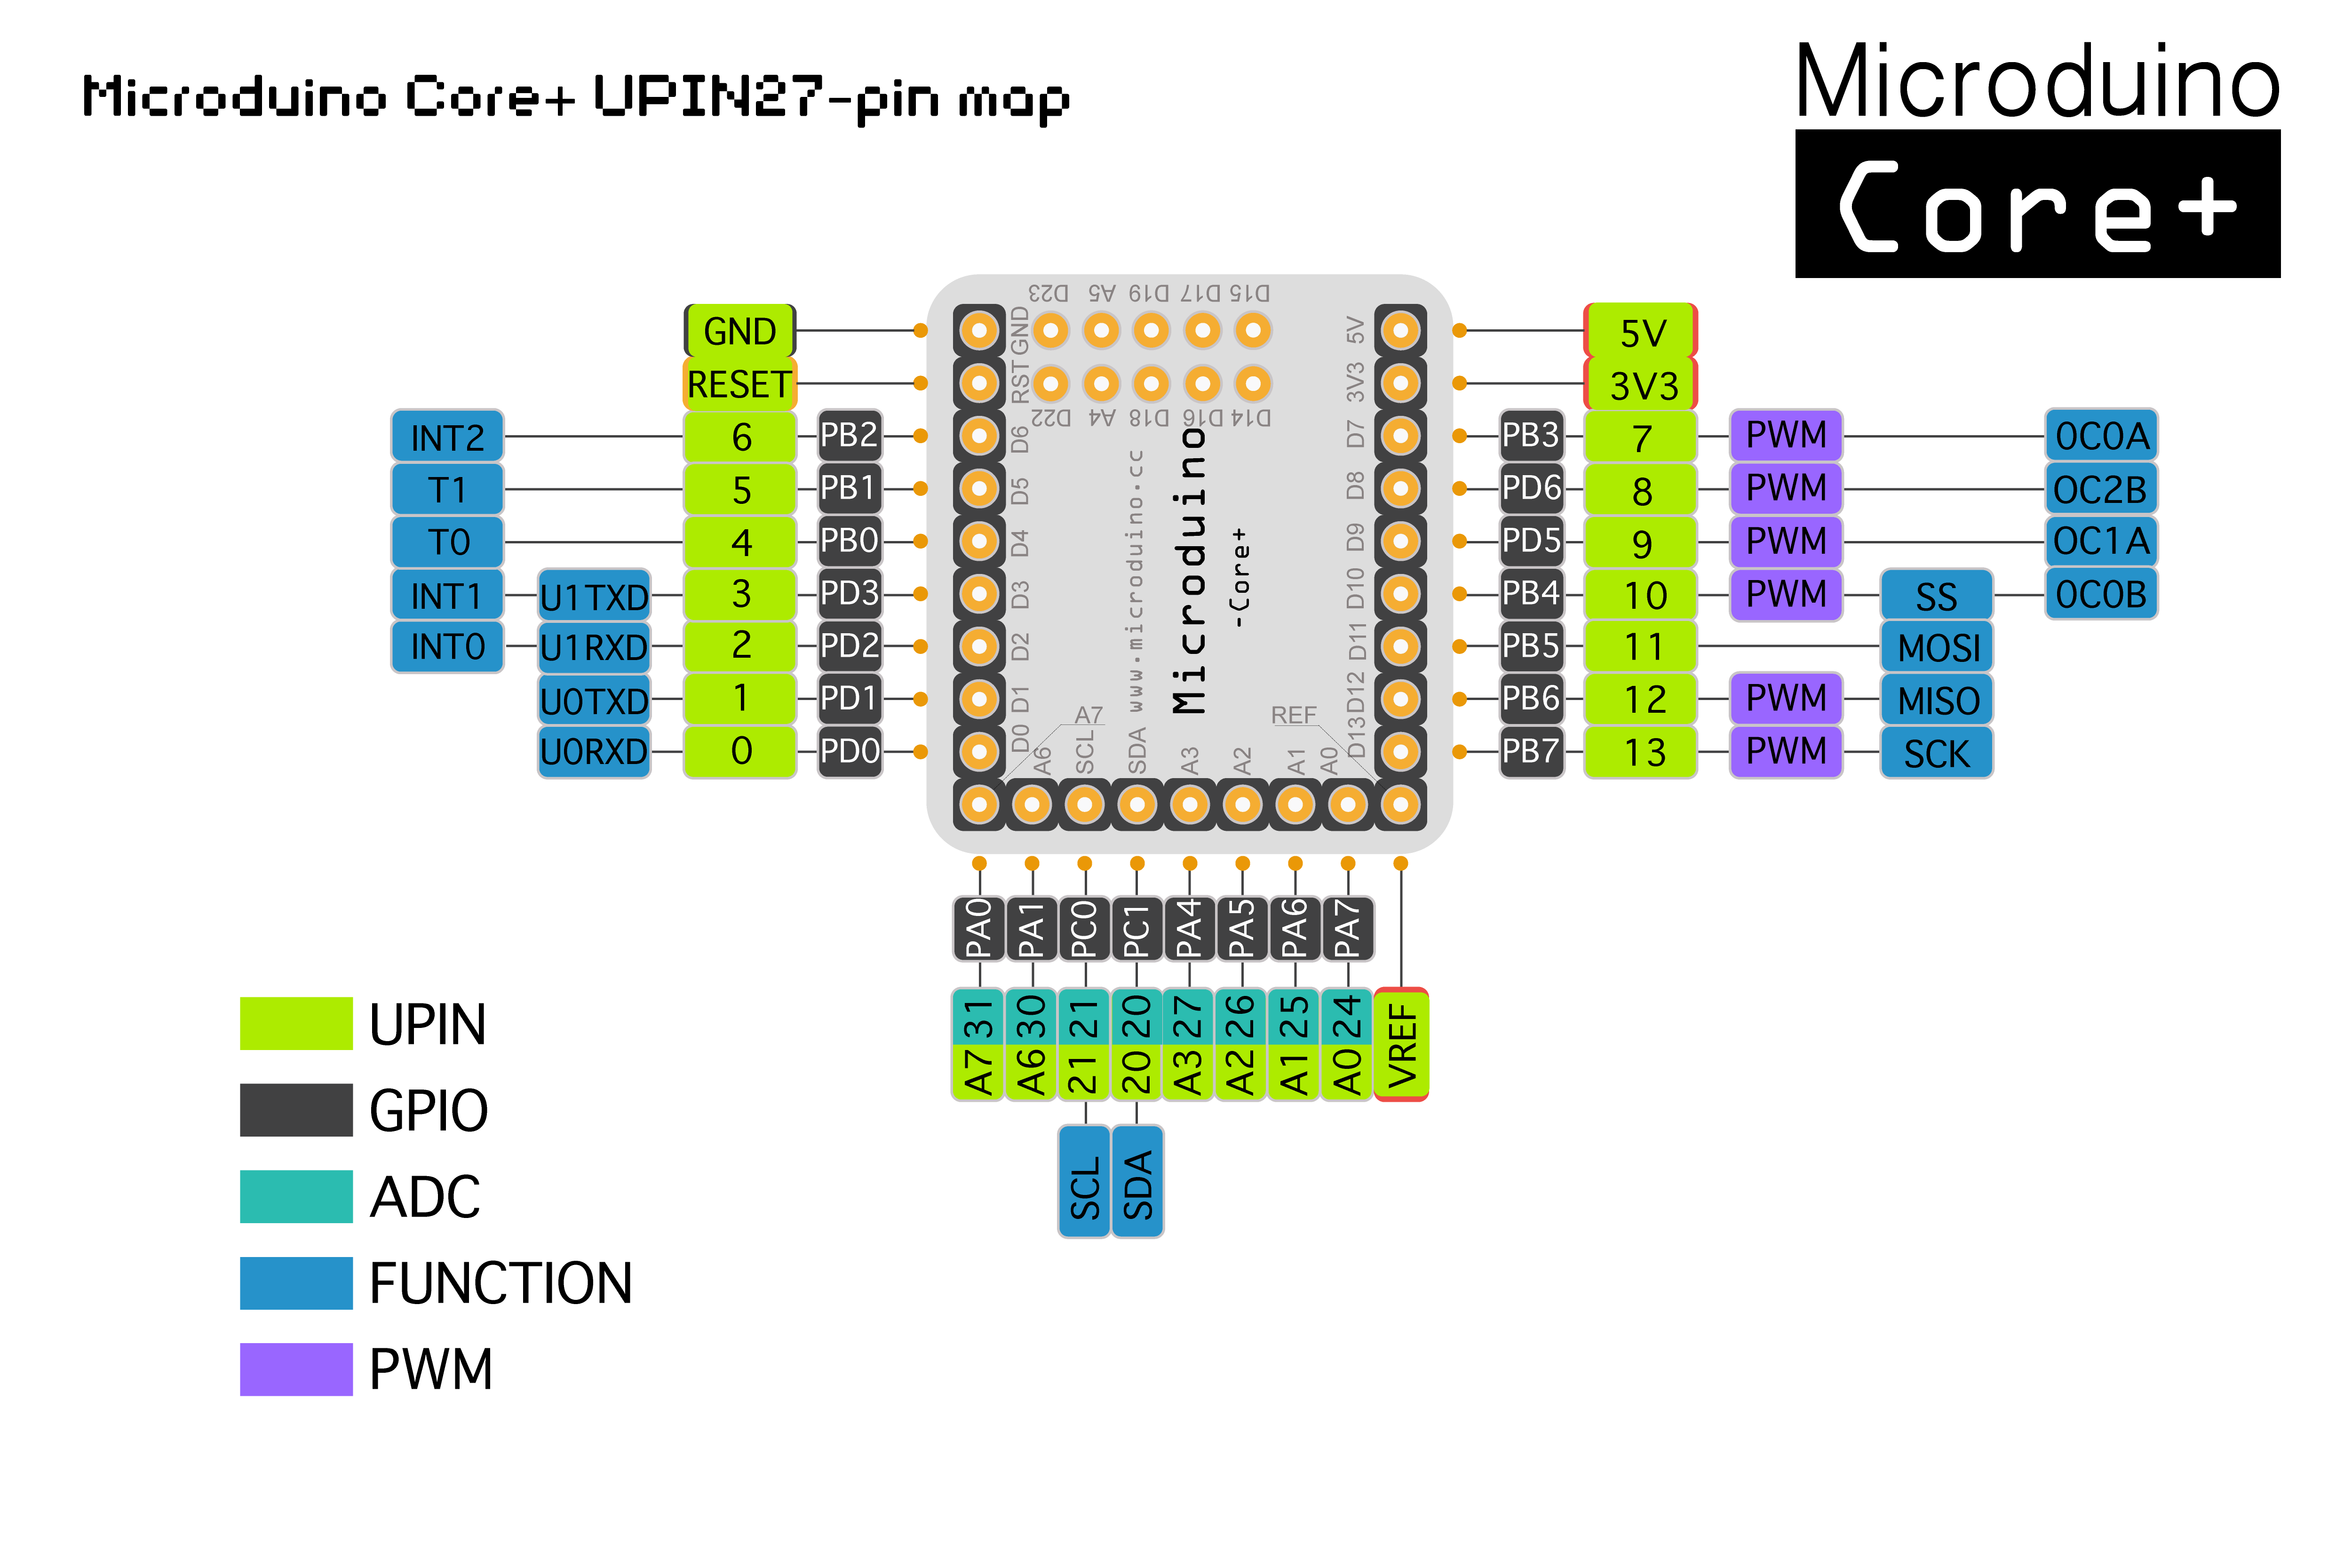 Microduino Core+ UPIN27-pin map
Microduino
Core+
GND
RESET
INT2 6 PB2
T1 5 PB1
T0 4 PB0
INT1 U1TXD 3 PD3
INT0 U1RXD 2 PD2
U0TXD 1 PD1
U0RXD 0 PD0
D23 A5 D19 D17 D15
D22 A4 D18 D16 D14
GND
RST
D6
D5
D4
D3
D2
D1
D0
www.microduino.cc
Microduino
-Core+
5V
3V3
D7
D8
D9
D10
D11
D12
D13
A7
REF
A6 SCL SDA A3 A2 A1 A0
5V
3V3
PB3 7 PWM 0C0A
PD6 8 PWM OC2B
PD5 9 PWM OC1A
PB4 10 PWM SS 0C0B
PB5 11 MOSI
PB6 12 PWM MISO
PB7 13 PWM SCK
PA0 PA1 PC0 PC1 PA4 PA5 PA6 PA7
31 30 21 20 27 26 25 24
A7 A6 21 20 A3 A2 A1 A0 VREF
SCL SDA
UPIN
GPIO
ADC
FUNCTION
PWM